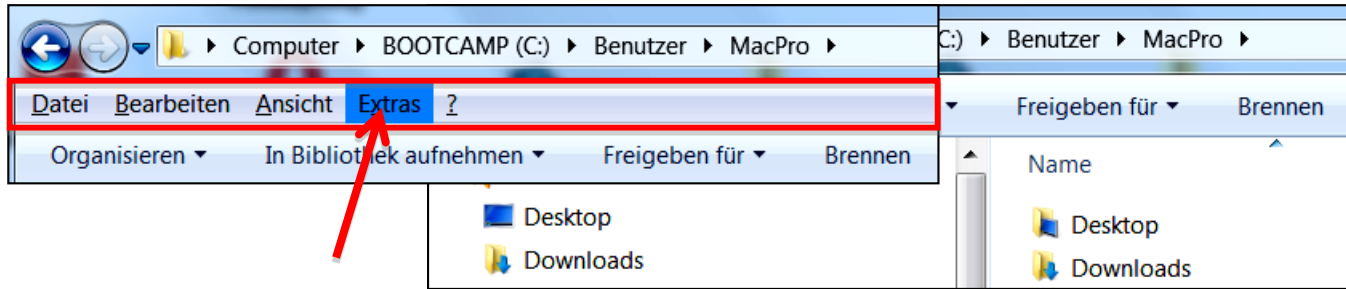 Computer BOOTCAMP (C:) Benutzer MacPro
Datei Bearbeiten Ansicht Extras ?
Organisieren In Bibliothek aufnehmen Freigeben für Brennen
Desktop
Downloads
C:) Benutzer MacPro
Freigeben für Brennen
Name
Desktop
Downloads